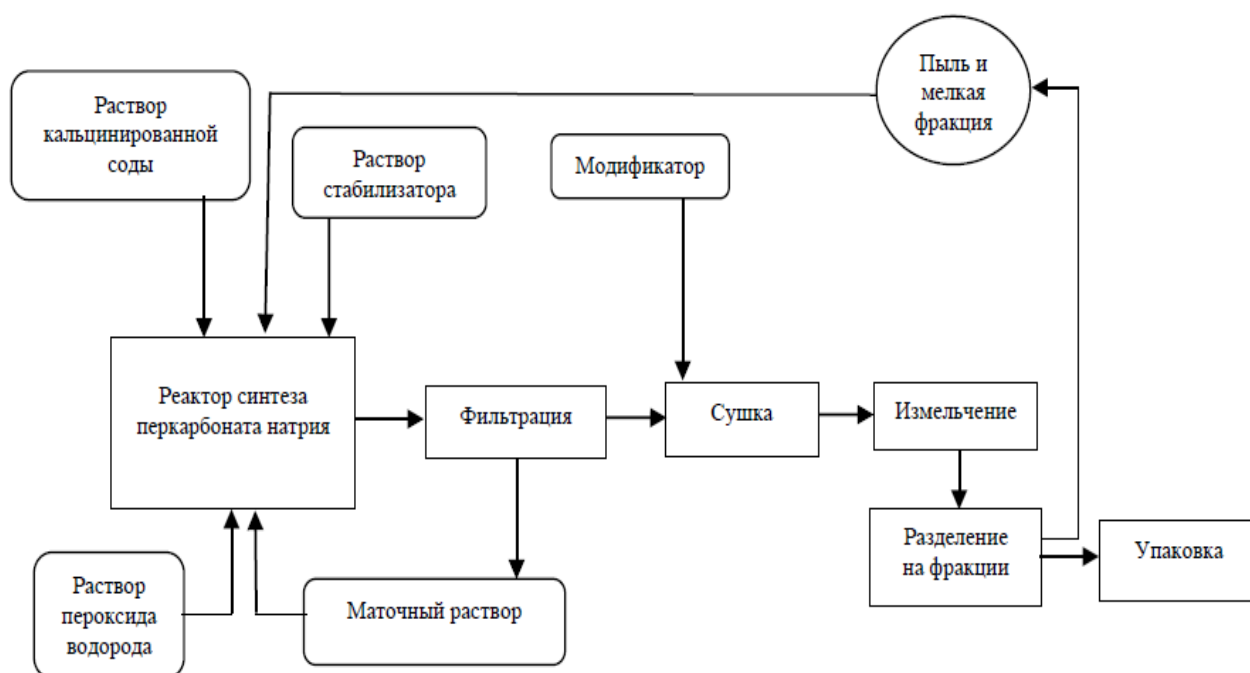 Пыль и
мелкая
фракция
Раствор
кальцинированной
соды
Раствор
стабилизатора
Модификатор
Реактор синтеза
перкарбоната натрия
Фильтрация
Сушка
Измельчение
Разделение
на фракции
Упаковка
Раствор
пероксида
водорода
Маточный раствор